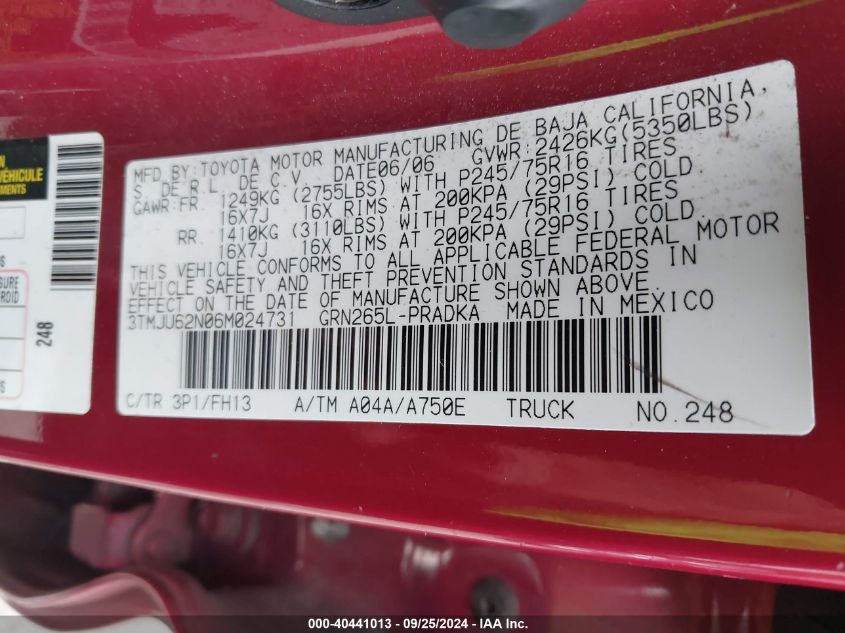 MFD.BY:TOYOTA MOTOR MANUFACTURING DE BAJA CALIFORNIA,
S. DE R.L. DE C.V. DATE06/06 GVWR:2426KG(5350LBS)
GAWR:FR 1249KG (2755LBS) WITH P245/75R16 TIRES
16X7J 16X RIMS AT 200KPA (29PSI) COLD
RR 1410KG (3110LBS) WITH P245/75R16 TIRES
16X7J 16X RIMS AT 200KPA (29PSI) COLD
THIS VEHICLE CONFORMS TO ALL APPLICABLE FEDERAL MOTOR
VEHICLE SAFETY AND THEFT PREVENTION STANDARDS IN
EFFECT ON THE DATE OF MANUFACTURE SHOWN ABOVE.
3TMJU62N06M024731 GRN265L-PRADKA MADE IN MEXICO
C/TR 3P1/FH13 A/TM A04A/A750E TRUCK NO.248
VÉHICULE
248
000-40441013 - 09/25/2024 - IAAI.com